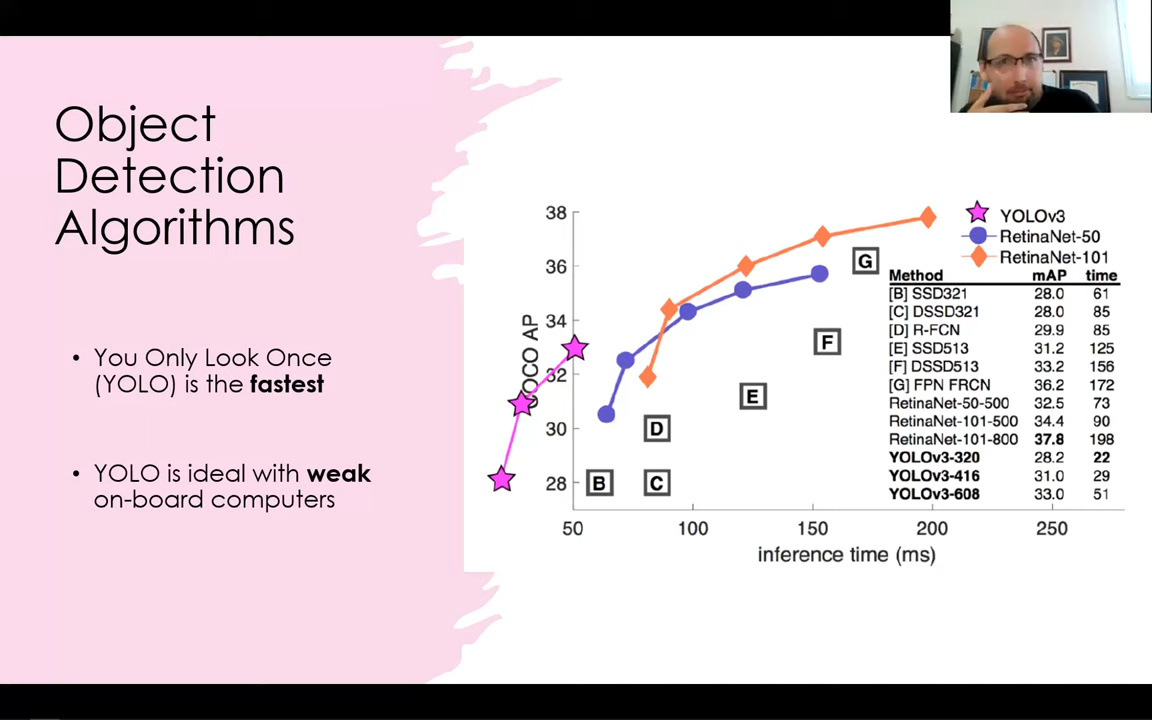 Object
Detection
Algorithms
• You Only Look Once
(YOLO) is the fastest
• YOLO is ideal with weak
on-board computers
38
36
34
32
30
28
COCO AP
50 100 150 200 250
inference time (ms)
B
C
D
E
F
G
YOLOv3
RetinaNet-50
RetinaNet-101
Method mAP time
[B] SSD321 28.0 61
[C] DSSD321 28.0 85
[D] R-FCN 29.9 85
[E] SSD513 31.2 125
[F] DSSD513 33.2 156
[G] FPN FRCN 36.2 172
RetinaNet-50-500 32.5 73
RetinaNet-101-500 34.4 90
RetinaNet-101-800 37.8 198
YOLOv3-320 28.2 22
YOLOv3-416 31.0 29
YOLOv3-608 33.0 51